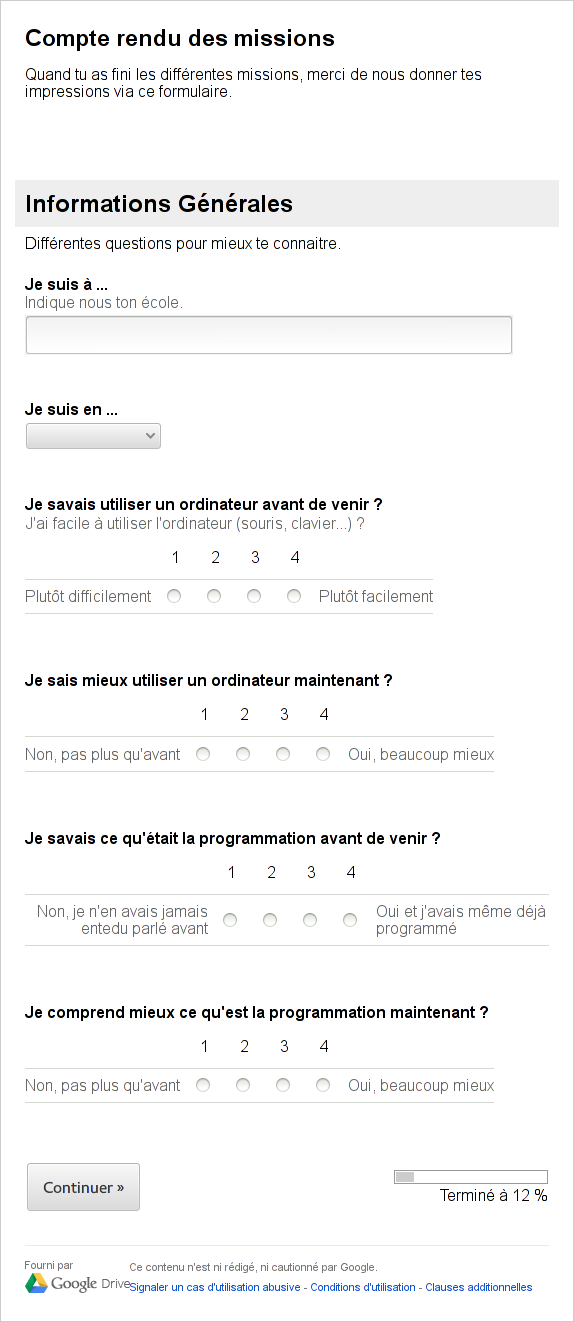 Compte rendu des missions
Quand tu as fini les différentes missions, merci de nous donner tes
impressions via ce formulaire.
Informations Générales
Différentes questions pour mieux te connaitre.
Je suis à ...
Indique nous ton école.
Je suis en ...
Je savais utiliser un ordinateur avant de venir ?
J'ai facile à utiliser l'ordinateur (souris, clavier...) ?
1 2 3 4
Plutôt difficilement Plutôt facilement
Je sais mieux utiliser un ordinateur maintenant ?
1 2 3 4
Non, pas plus qu'avant Oui, beaucoup mieux
Je savais ce qu'était la programmation avant de venir ?
1 2 3 4
Non, je n'en avais jamais Oui et j'avais même déjà
entedu parlé avant programmé
Je comprend mieux ce qu'est la programmation maintenant ?
1 2 3 4
Non, pas plus qu'avant Oui, beaucoup mieux
Continuer »
Terminé à 12 %
Fourni par Ce contenu n'est ni rédigé, ni cautionné par Google.
Google Drive Signaler un cas d'utilisation abusive - Conditions d'utilisation - Clauses additionnelles